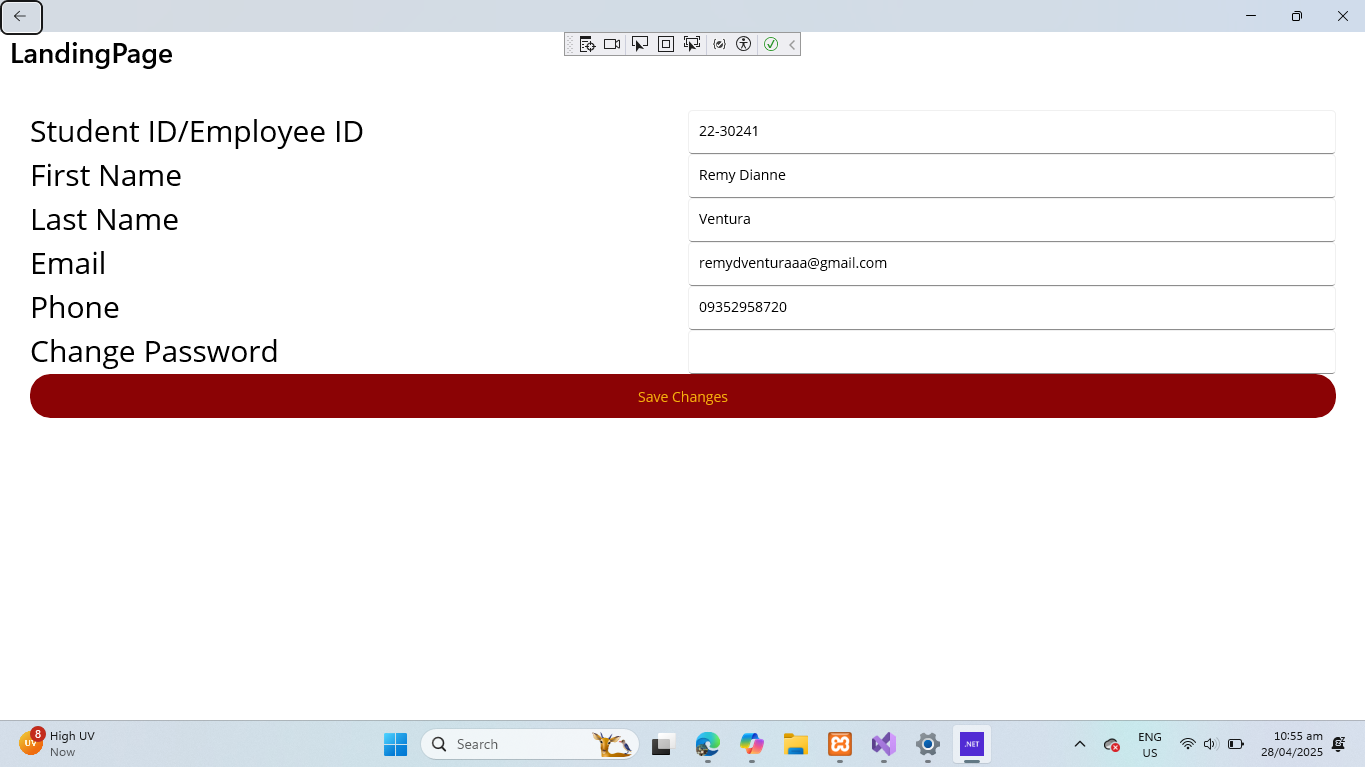 LandingPage
Student ID/Employee ID 22-30241
First Name Remy Dianne
Last Name Ventura
Email remydventuraaa@gmail.com
Phone 09352958720
Change Password
Save Changes
UV 8 High UV
Now
Search
.NET
ENG
US
10:55 am
28/04/2025